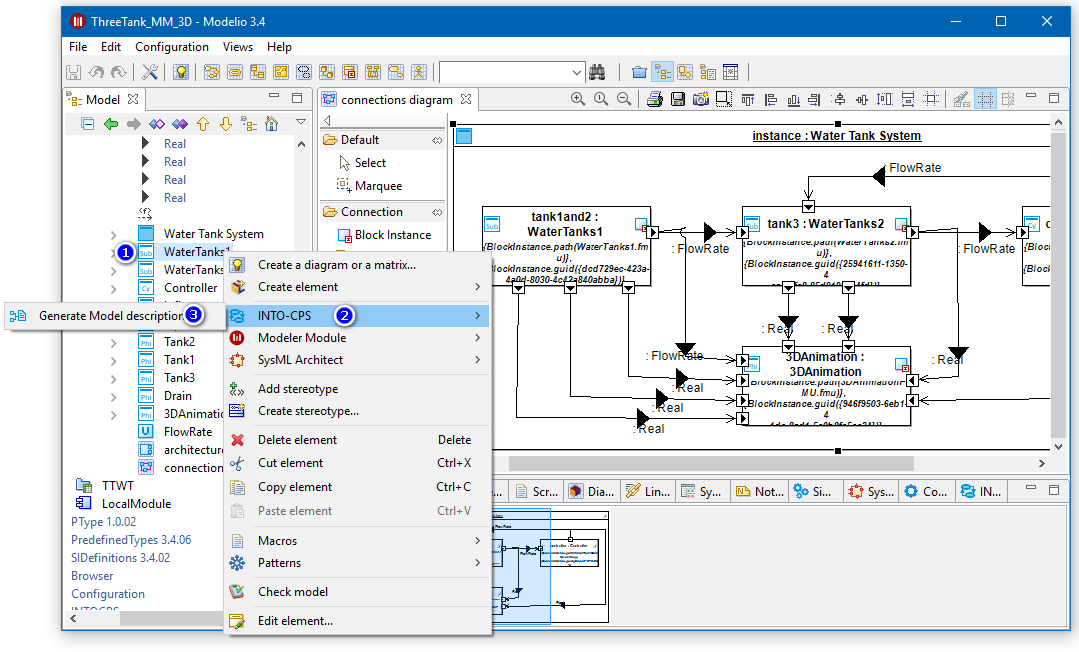 ThreeTank_MM_3D - Modelio 3.4
File Edit Configuration Views Help
Model
connections diagram
Real
Real
Real
Real
Water Tank System
WaterTanks1
WaterTanks
Controller
Tank2
Tank1
Tank3
Drain
3DAnimatio
FlowRate
architecture
connection
TTWT
LocalModule
PType 1.0.02
PredefinedTypes 3.4.06
SIDefinitions 3.4.02
Browser
Configuration
INTOCPS
1
Generate Model description
3
Create a diagram or a matrix...
Create element
INTO-CPS
2
Modeler Module
SysML Architect
Add stereotype
Create stereotype...
Delete element Delete
Cut element Ctrl+X
Copy element Ctrl+C
Paste element Ctrl+V
Macros
Patterns
Check model
Edit element...
Default
Select
Marquee
Connection
Block Instance
instance : Water Tank System
FlowRate
tank1and2 :
WaterTanks1
{BlockInstance.path(WaterTanks1.f
mu)},
{BlockInstance.guid({dcd729ec-423a-
4a0d-8030-4c42a840abba})}
: FlowRate
tank3 : WaterTanks2
{BlockInstance.path(WaterTanks2.fm
u)},
{BlockInstance.guid({25941611-1350-
4
: FlowRate
: Real
: FlowRate
: Real
: Real
: Real
: Real
3DAnimation :
3DAnimation
BlockInstance.path(3DAnimationF
MU.fmu)},
BlockInstance.guid({946f9503-6eb1-
4
Scr...
Dia...
Lin...
Sy...
Not...
Si...
Sys...
Co...
IN...